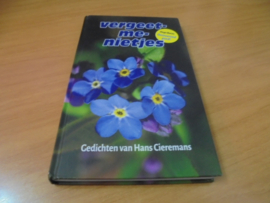 vergeet-
me-
nietjes
Gedichten van Hans Cieremans